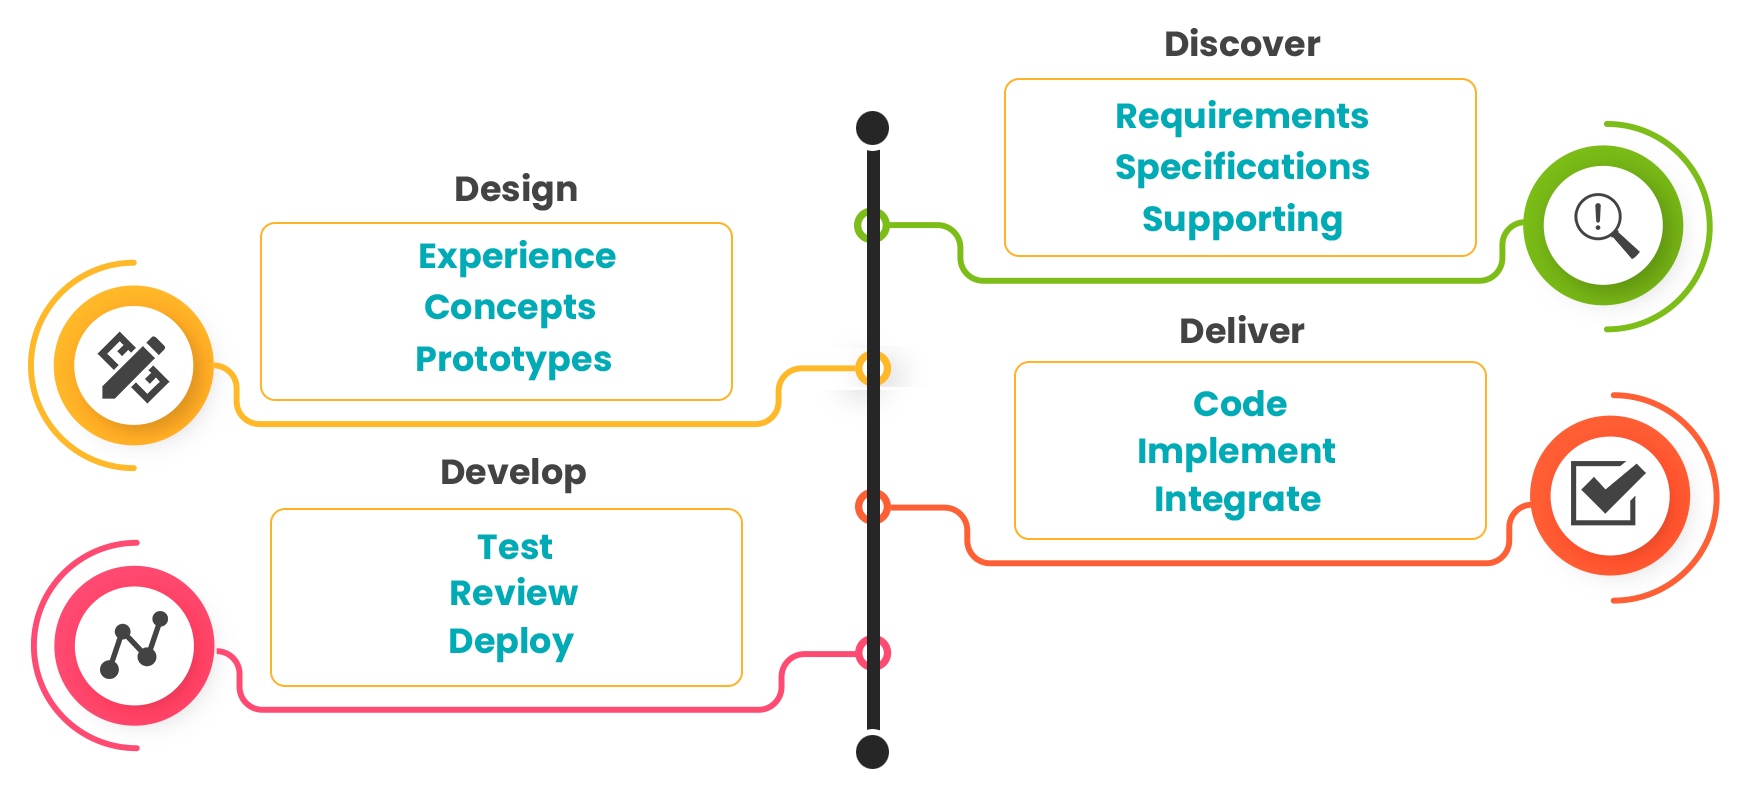 Discover
Requirements
Specifications
Supporting
Design
Experience
Concepts
Prototypes
Deliver
Code
Implement
Integrate
Develop
Test
Review
Deploy